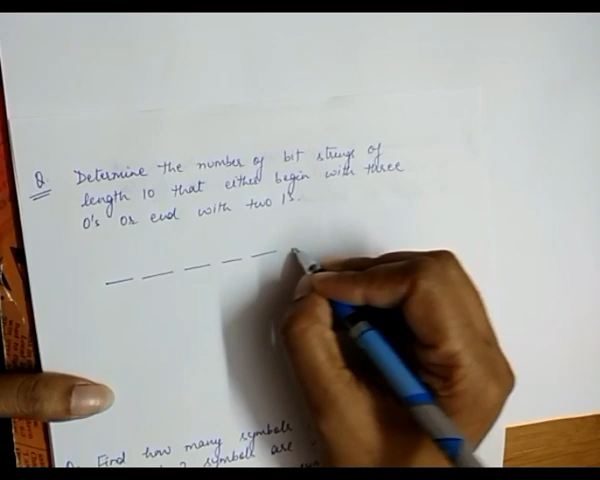 Q Determine the number of bit strings of
length 10 that either begin with three
0's or end with two 1s.
Find how many symbols
symbols are